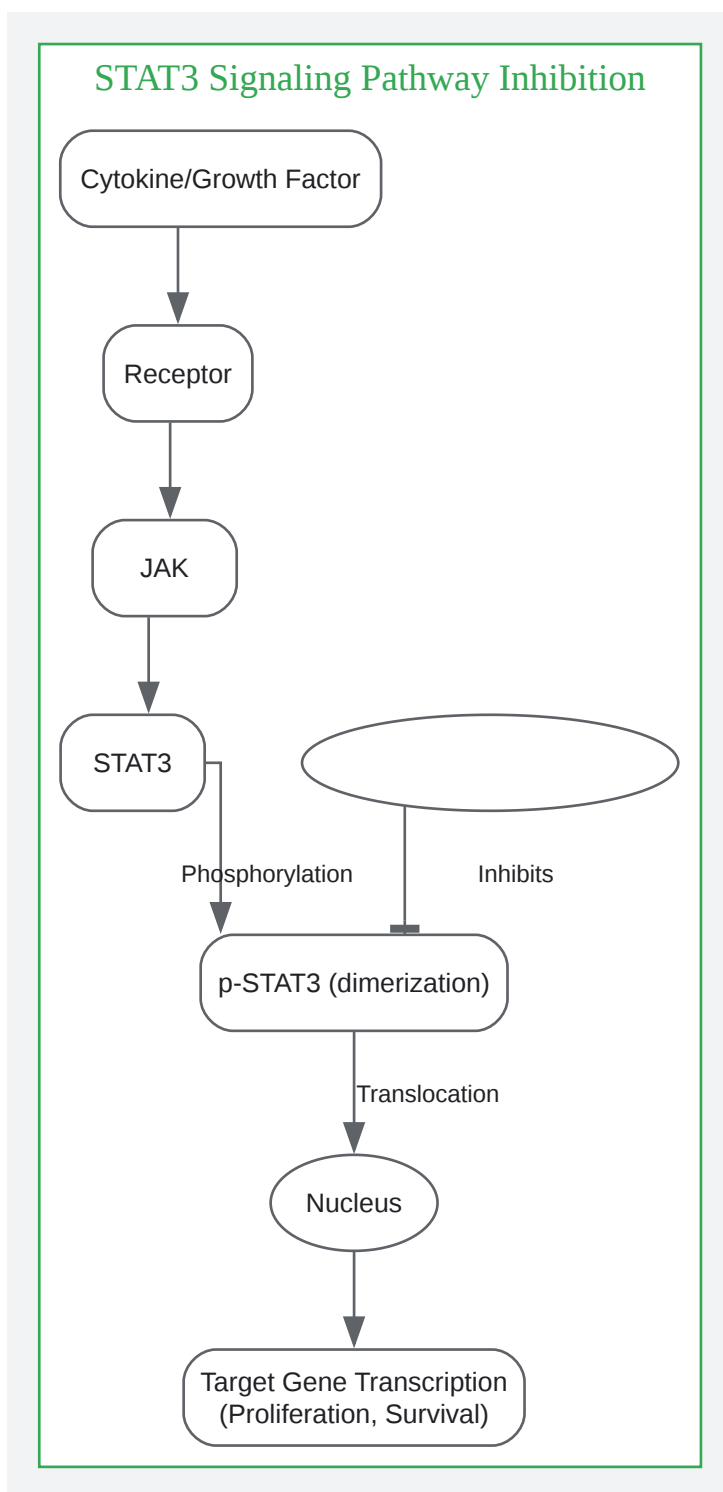 STAT3 Signaling Pathway Inhibition
Cytokine/Growth Factor
Receptor
JAK
STAT3
Phosphorylation
Inhibits
p-STAT3 (dimerization)
Translocation
Nucleus
Target Gene Transcription
(Proliferation, Survival)